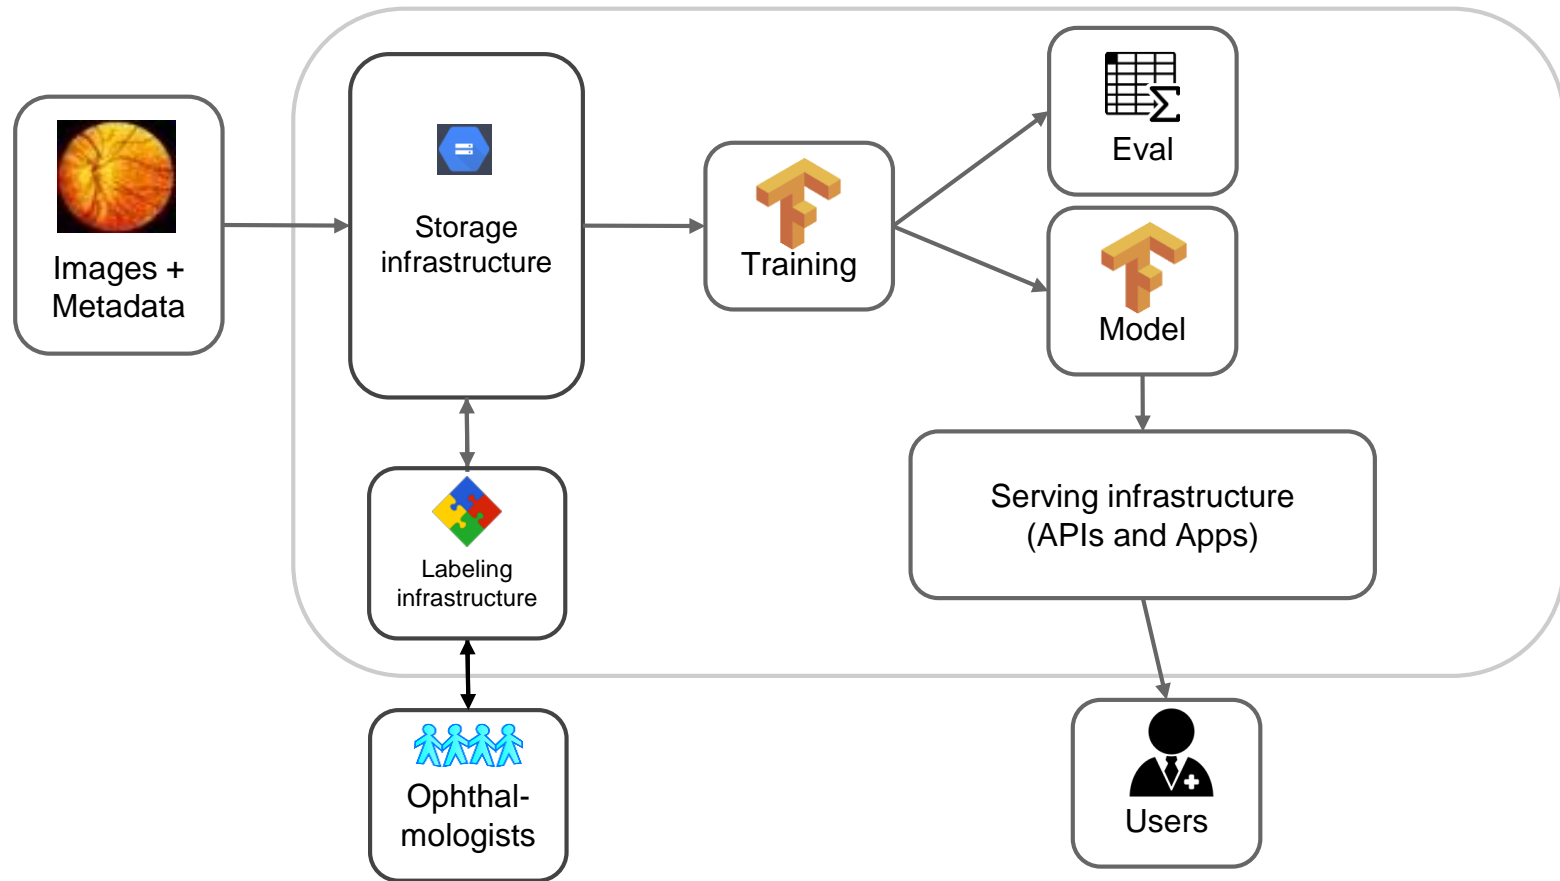 Images +
Metadata
Storage
infrastructure
Labeling
infrastructure
Ophthal-
mologists
Training
Eval
Model
Serving infrastructure
(APIs and Apps)
Users